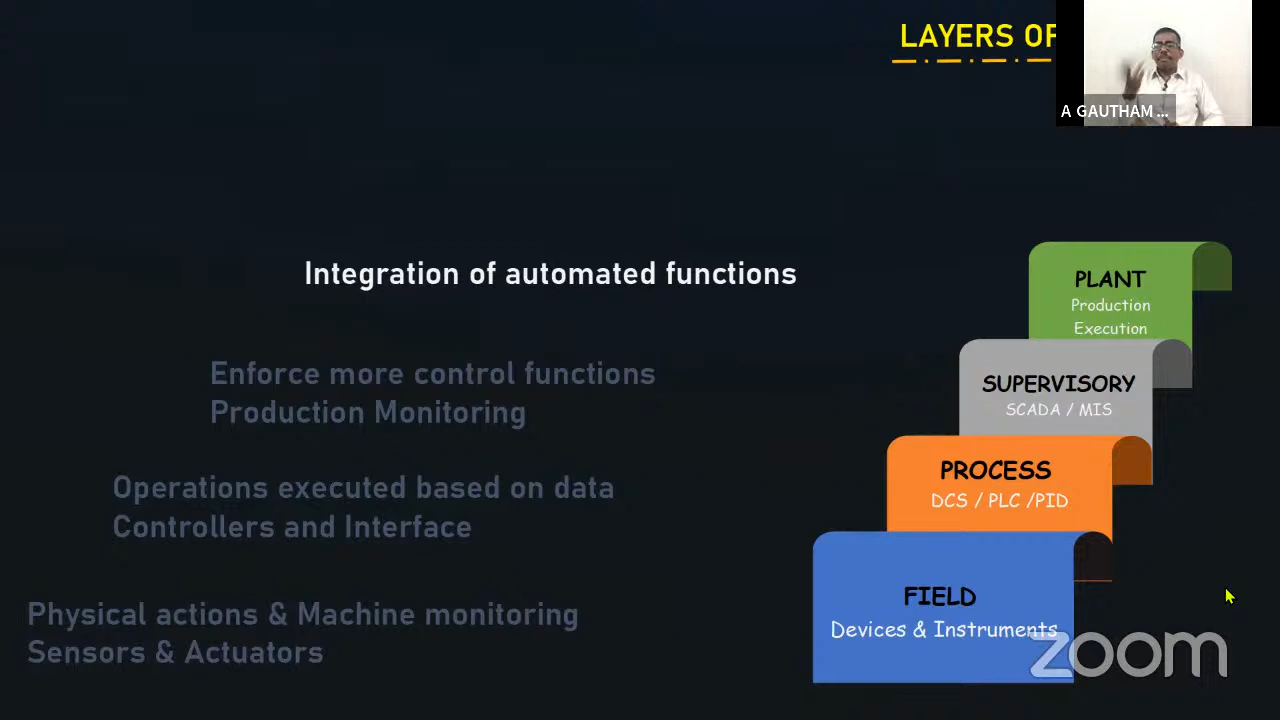 LAYERS OF
A GAUTHAM ...
Integration of automated functions
PLANT
Production
Execution
Enforce more control functions
Production Monitoring
SUPERVISORY
SCADA / MIS
Operations executed based on data
Controllers and Interface
PROCESS
DCS / PLC /PID
Physical actions & Machine monitoring
Sensors & Actuators
FIELD
Devices & Instruments
zoom